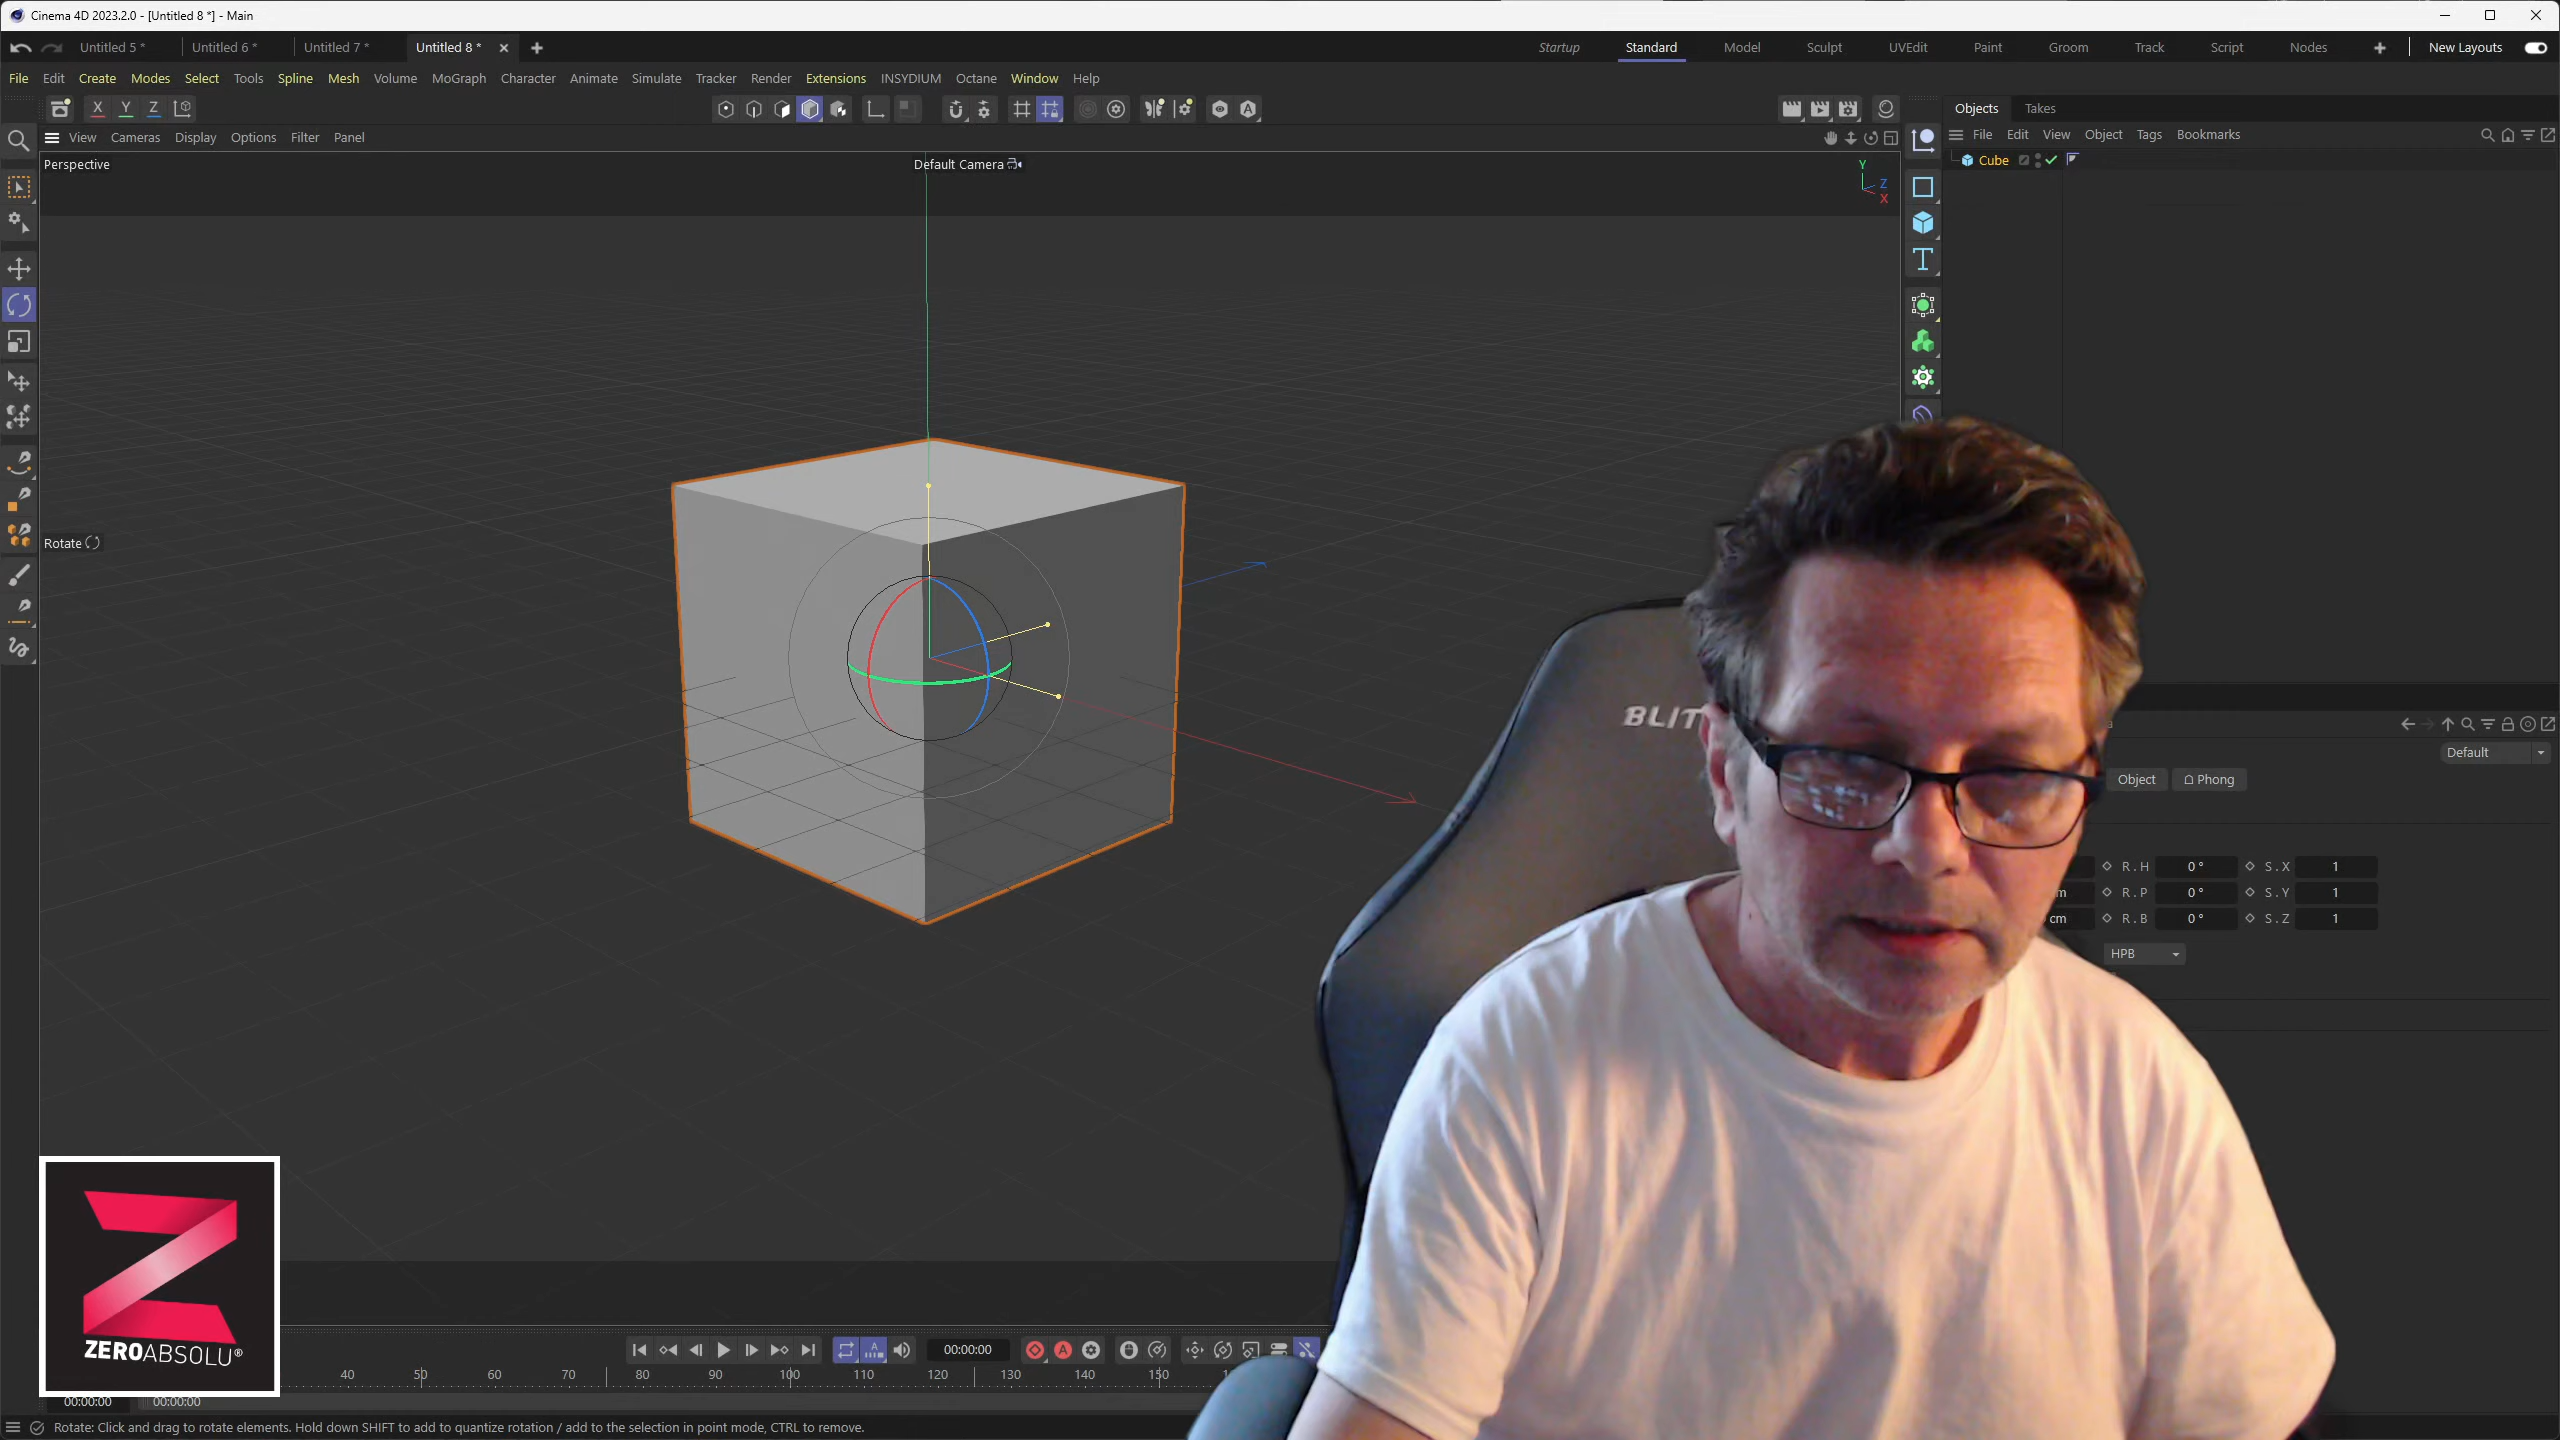 Cinema 4D 2023.2.0 - [Untitled 8 *] - Main
Untitled 5 * Untitled 6 * Untitled 7 * Untitled 8 * Startup Standard Model Sculpt UVEdit Paint Groom Track Script Nodes New Layouts
File Edit Create Modes Select Tools Spline Mesh Volume MoGraph Character Animate Simulate Tracker Render Extensions INSYDIUM Octane Window Help
X Y Z
Objects Takes
View Cameras Display Options Filter Panel
File Edit View Object Tags Bookmarks
Perspective
Default Camera
Y
Z
X
Cube
Rotate
BLIT
Default
Object Phong
R.H 0° S.X 1
m R.P 0° S.Y 1
cm R.B 0° S.Z 1
HPB
ZEROABSOLU®
00:00:00
40 50 60 70 80 90 100 110 120 130 140 150
00:00:00 00:00:00
Rotate: Click and drag to rotate elements. Hold down SHIFT to add to quantize rotation / add to the selection in point mode, CTRL to remove.